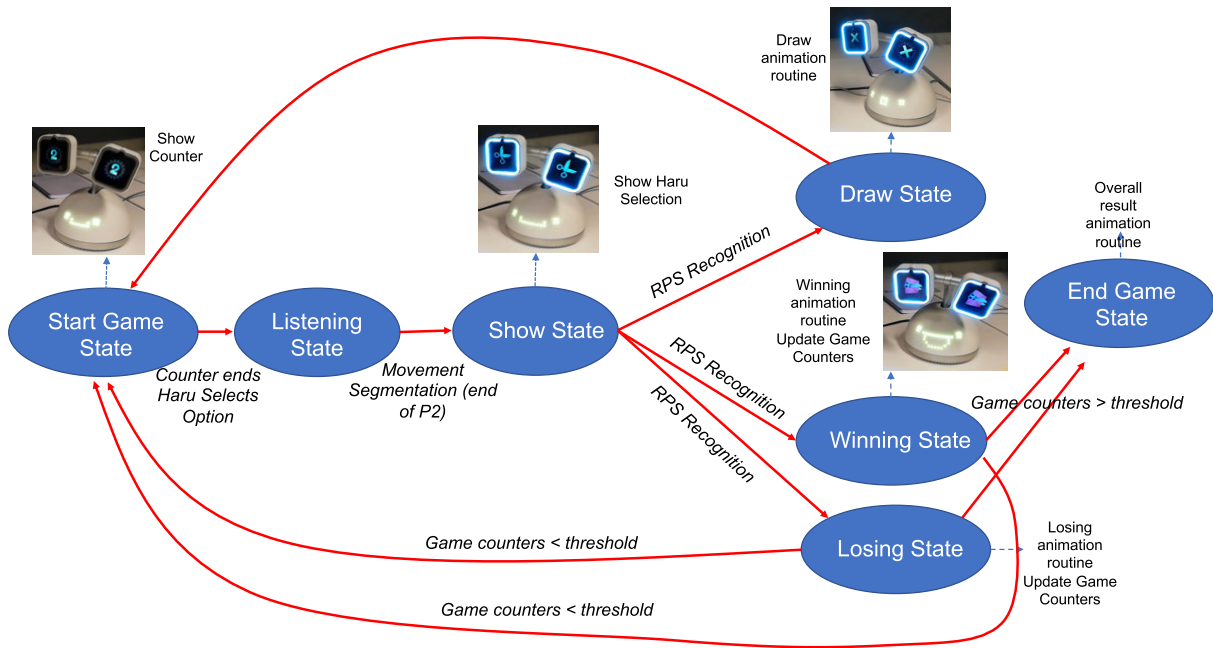 Draw
animation
routine
Show
Counter
Show Haru
Selection
Draw State
Overall
result
animation
routine
RPS Recognition
Winning
animation
routine
Update Game
Counters
End Game
State
Start Game
State
Listening
State
Show State
Counter ends
Haru Selects
Option
Movement
Segmentation (end
of P2)
RPS Recognition
RPS Recognition
Game counters > threshold
Winning State
Losing State
Game counters < threshold
Losing
animation
routine
Update Game
Counters
Game counters < threshold
2
2